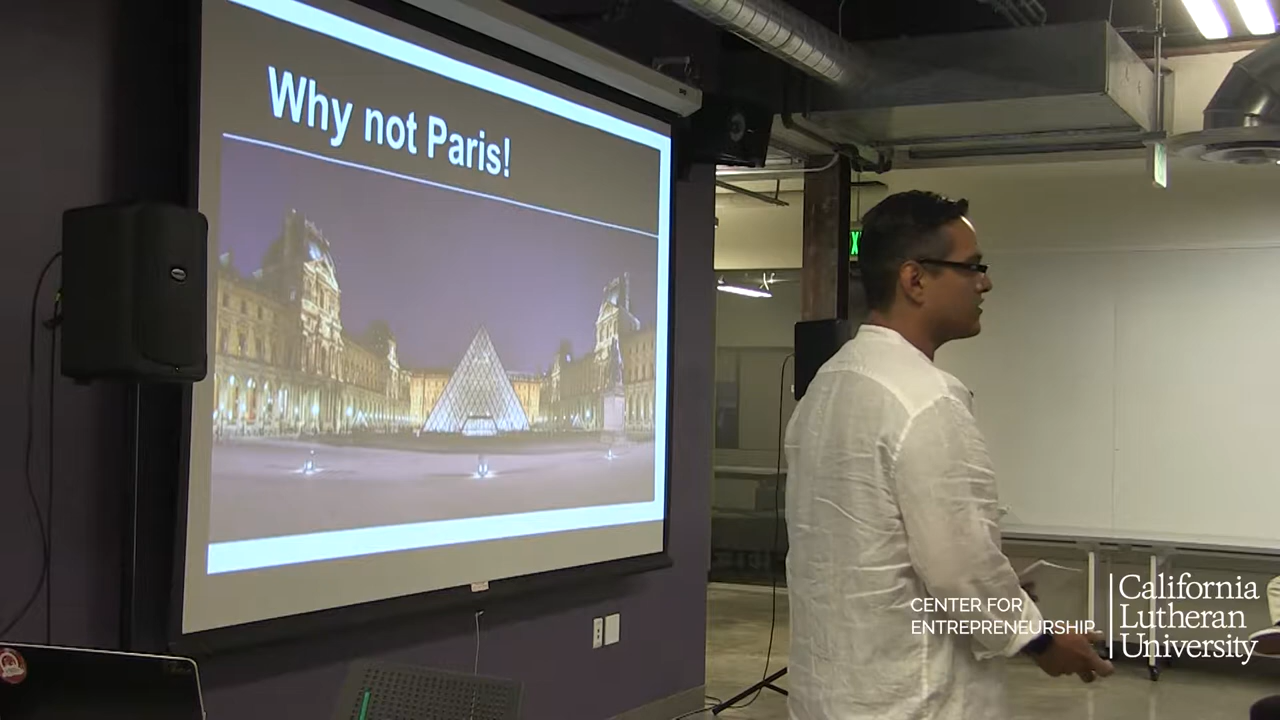 Why not Paris!
X
CENTER FOR
ENTREPRENEURSHIP
California
Lutheran
University